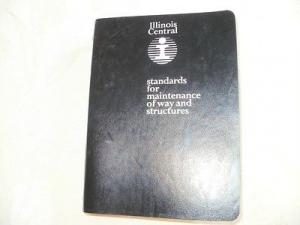 Illinois
Central
i
standards
for
maintenance
of way and
structures